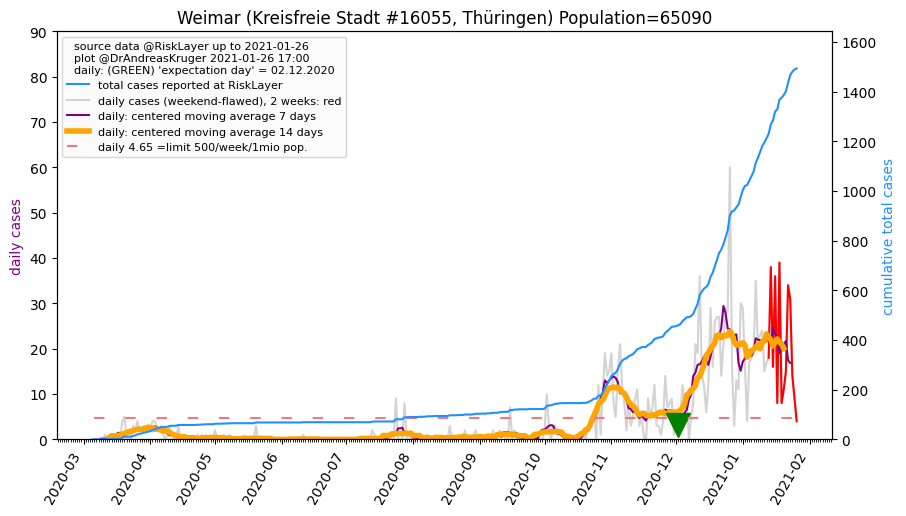 Weimar (Kreisfreie Stadt #16055, Thüringen) Population=65090
source data @RiskLayer up to 2021-01-26
plot @DrAndreasKruger 2021-01-26 17:00
daily: (GREEN) 'expectation day' = 02.12.2020
total cases reported at RiskLayer
daily cases (weekend-flawed), 2 weeks: red
daily: centered moving average 7 days
daily: centered moving average 14 days
daily 4.65 =limit 500/week/1mio pop.
daily cases
90
80
70
60
50
40
30
20
10
0
cumulative total cases
1600
1400
1200
1000
800
600
400
200
0
2020-03
2020-04
2020-05
2020-06
2020-07
2020-08
2020-09
2020-10
2020-11
2020-12
2021-01
2021-02